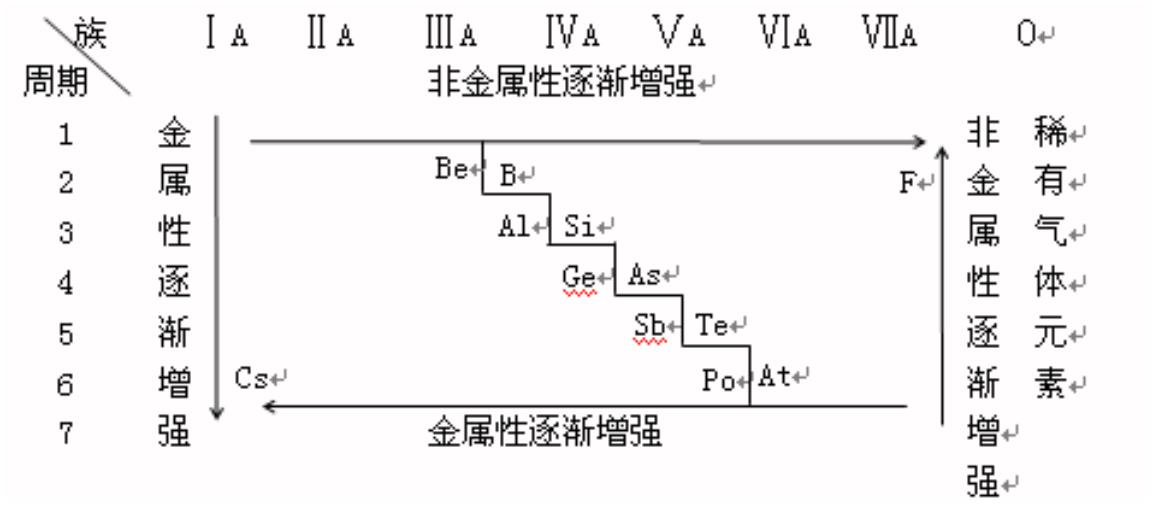 族 ⅠA ⅡA ⅢA ⅣA ⅤA ⅥA ⅦA 0↵
周期 非金属性逐渐增强↵
1 金 非 稀↵
2 属 Be↵ B↵ F↵ 金 有↵
3 性 Al↵ Si↵ 属 气↵
4 逐 Ge↵ As↵ 性 体↵
5 渐 Sb↵ Te↵ 逐 元↵
6 增 Cs↵ Po↵ At↵ 渐 素↵
7 强 金属性逐渐增强 增↵
强↵